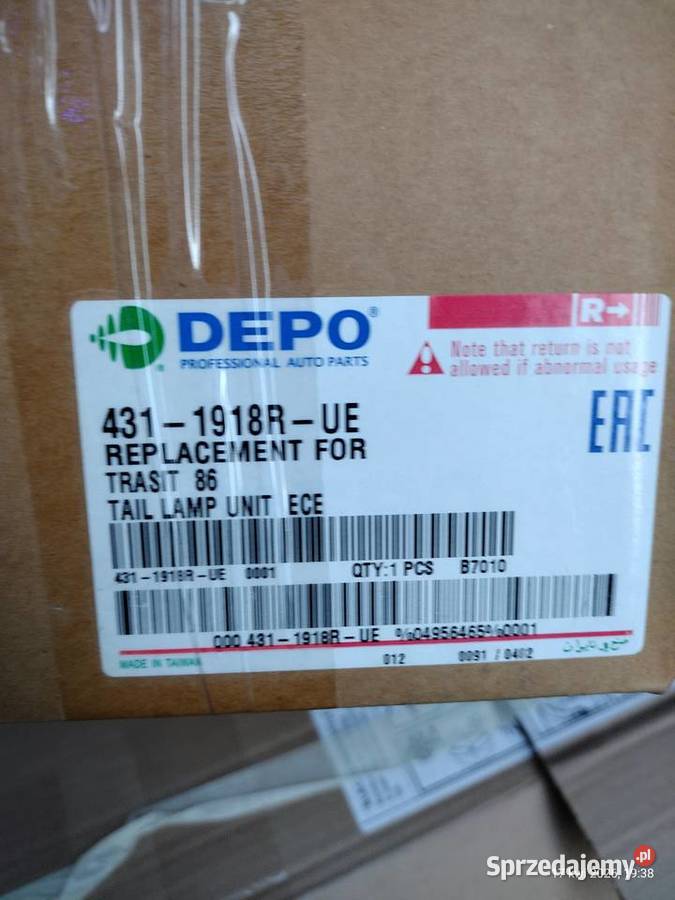 DEPO®
PROFESSIONAL AUTO PARTS
R→
Note that return is not
allowed if abnormal usage
431-1918R-UE
REPLACEMENT FOR
TRASIT 86
TAIL LAMP UNIT ECE
EAC
431-1918R-UE 0001 QTY:1 PCS B7010
000 431-1918R-UE %04956465%0001
MADE IN TAIWAN 012 0091 / 0402
Sprzedajemy.pl